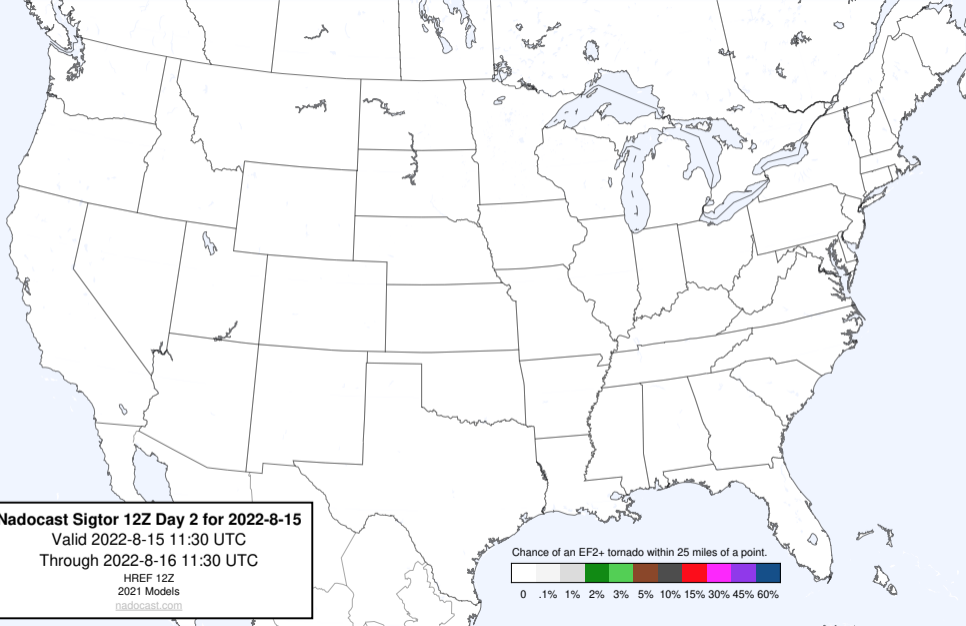 Nadocast Sigtor 12Z Day 2 for 2022-8-15
Valid 2022-8-15 11:30 UTC
Through 2022-8-16 11:30 UTC
HREF 12Z
2021 Models
nadocast.com
Chance of an EF2+ tornado within 25 miles of a point.
0 .1% 1% 2% 3% 5% 10% 15% 30% 45% 60%